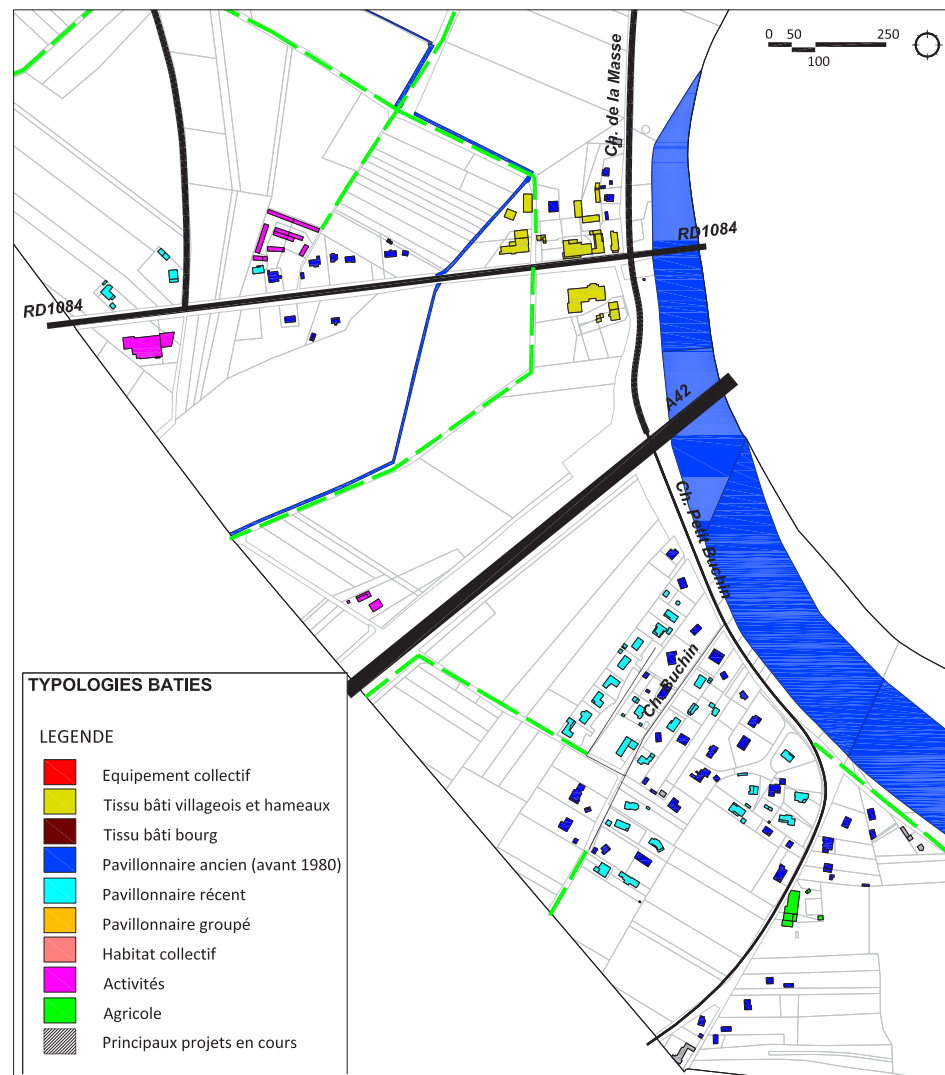 0 50 250
100
Ch. de la Masse
RD1084
RD1084
A42
Ch. Petit Buchin
Ch. Buchin
TYPOLOGIES BATIES
LEGENDE
Equipement collectif
Tissu bâti villageois et hameaux
Tissu bâti bourg
Pavillonnaire ancien (avant 1980)
Pavillonnaire récent
Pavillonnaire groupé
Habitat collectif
Activités
Agricole
Principaux projets en cours